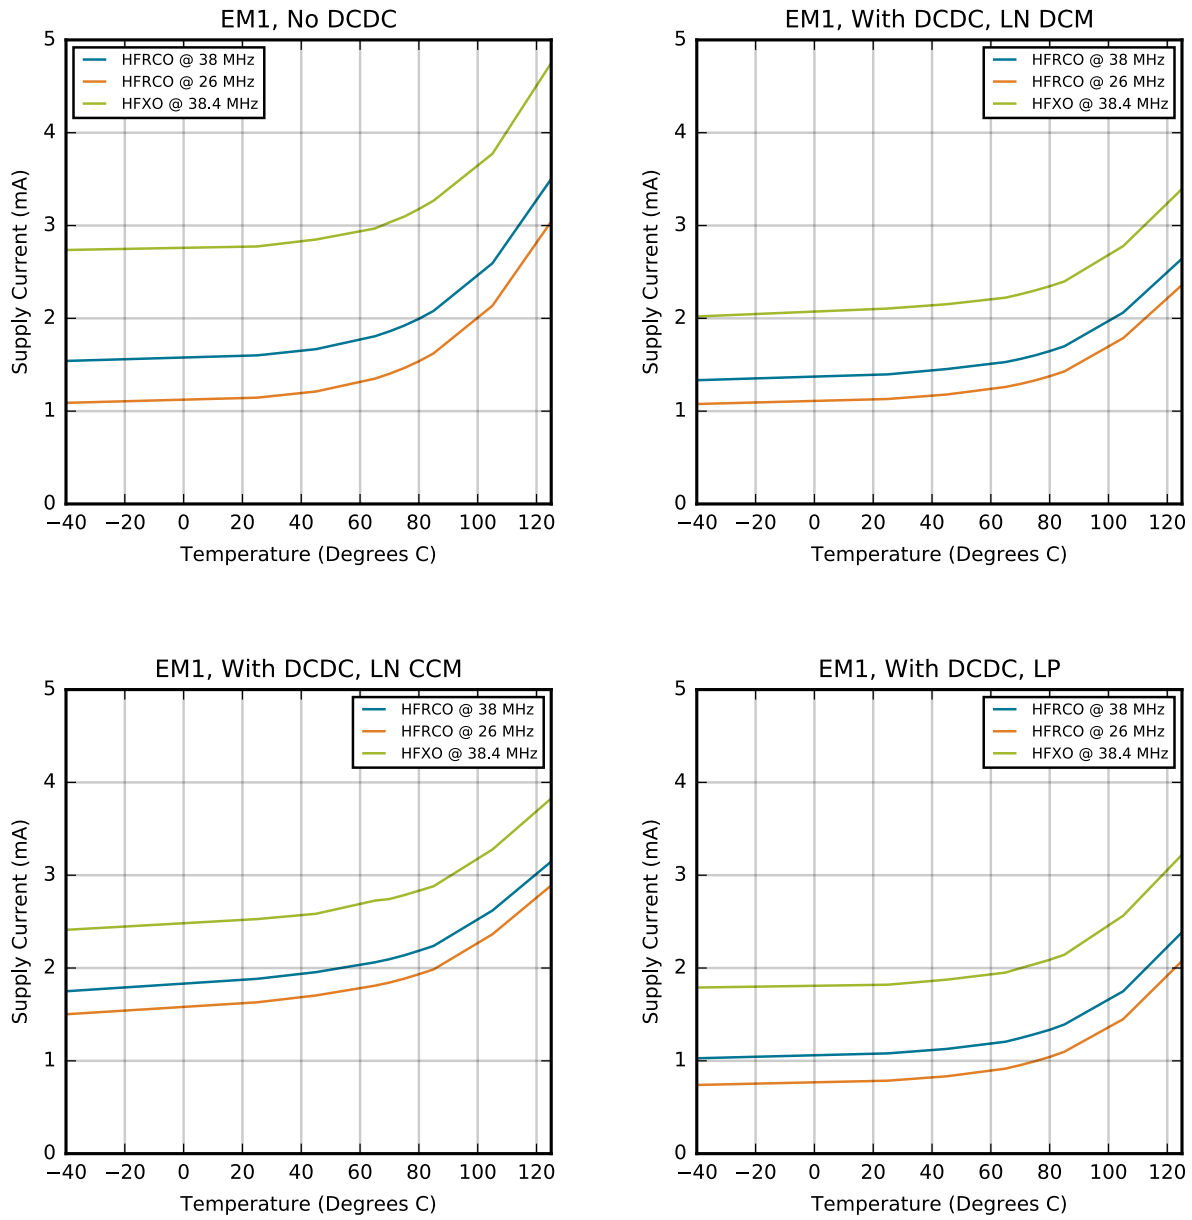 EM1, No DCDC
HFRCO @ 38 MHz
HFRCO @ 26 MHz
HFXO @ 38.4 MHz
Supply Current (mA)
5
4
3
2
1
0
−40 −20 0 20 40 60 80 100 120
Temperature (Degrees C)
EM1, With DCDC, LN DCM
HFRCO @ 38 MHz
HFRCO @ 26 MHz
HFXO @ 38.4 MHz
Supply Current (mA)
5
4
3
2
1
0
−40 −20 0 20 40 60 80 100 120
Temperature (Degrees C)
EM1, With DCDC, LN CCM
HFRCO @ 38 MHz
HFRCO @ 26 MHz
HFXO @ 38.4 MHz
Supply Current (mA)
5
4
3
2
1
0
−40 −20 0 20 40 60 80 100 120
Temperature (Degrees C)
EM1, With DCDC, LP
HFRCO @ 38 MHz
HFRCO @ 26 MHz
HFXO @ 38.4 MHz
Supply Current (mA)
5
4
3
2
1
0
−40 −20 0 20 40 60 80 100 120
Temperature (Degrees C)